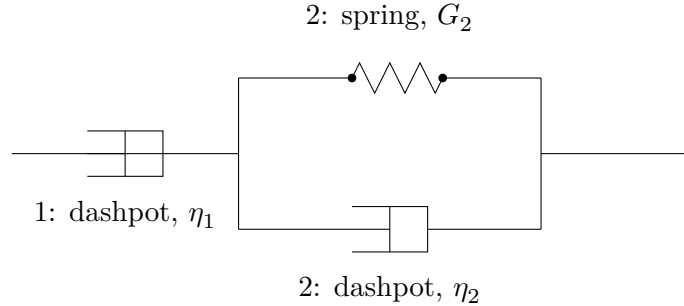 2: spring, G₂
1: dashpot, η₁
2: dashpot, η₂